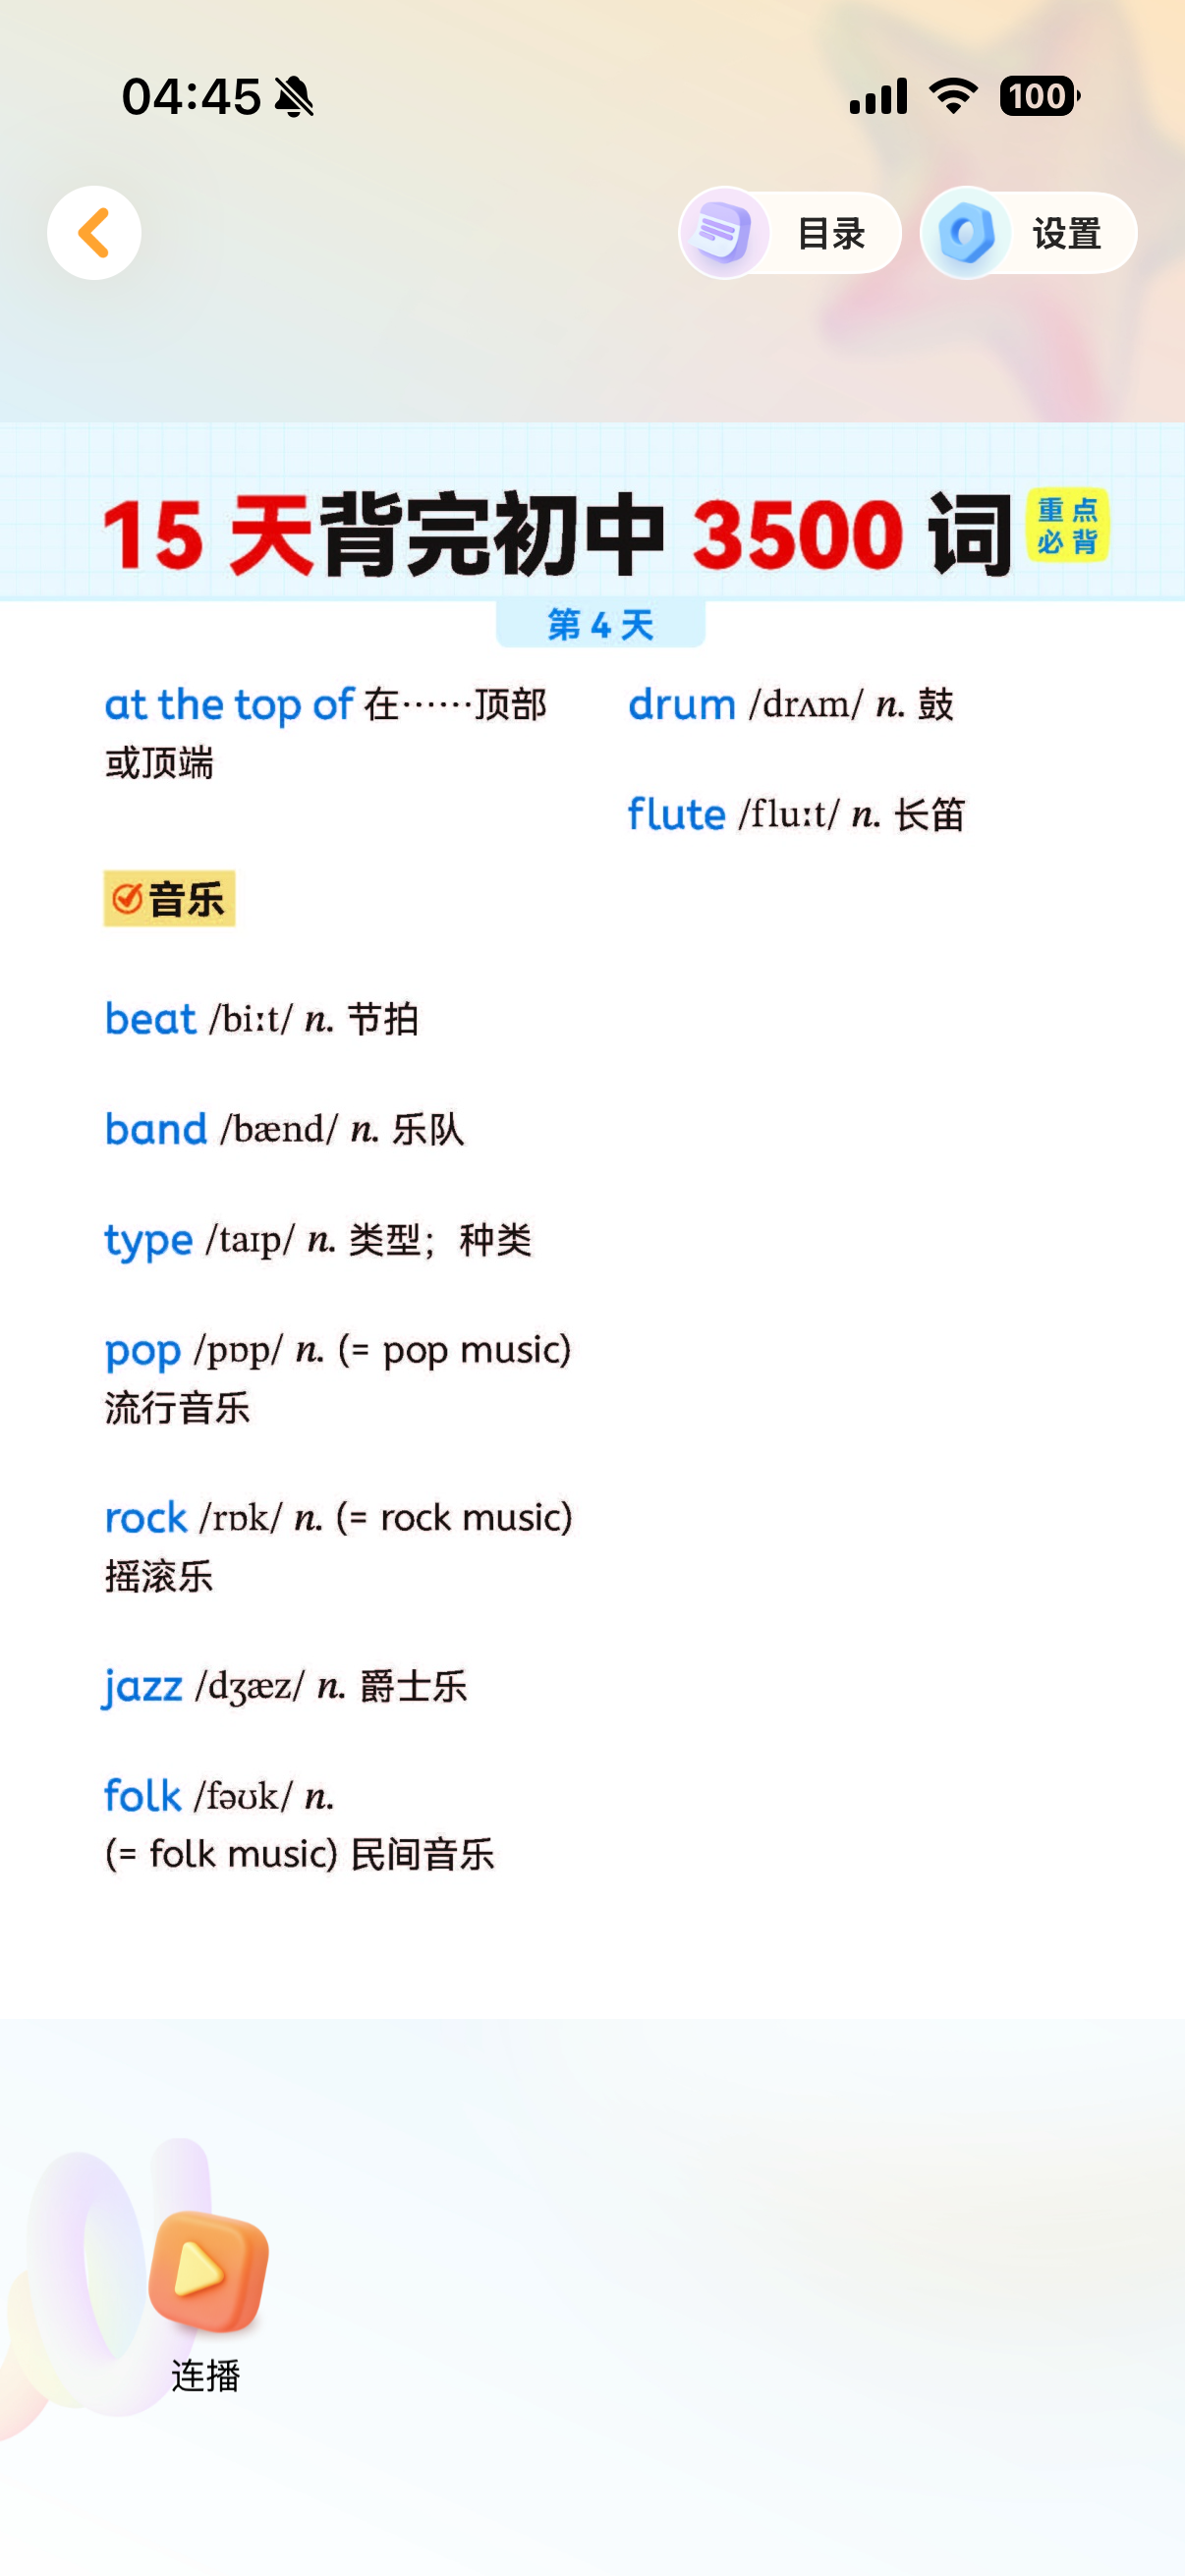 04:45
100
目录
设置
15 天背完初中 3500 词
重点
必背
第 4 天
at the top of 在……顶部
或顶端
音乐
beat /biːt/ n. 节拍
band /bænd/ n. 乐队
type /taɪp/ n. 类型；种类
pop /pɒp/ n. (= pop music)
流行音乐
rock /rɒk/ n. (= rock music)
摇滚乐
jazz /dʒæz/ n. 爵士乐
folk /fəʊk/ n.
(= folk music) 民间音乐
drum /drʌm/ n. 鼓
flute /fluːt/ n. 长笛
连播